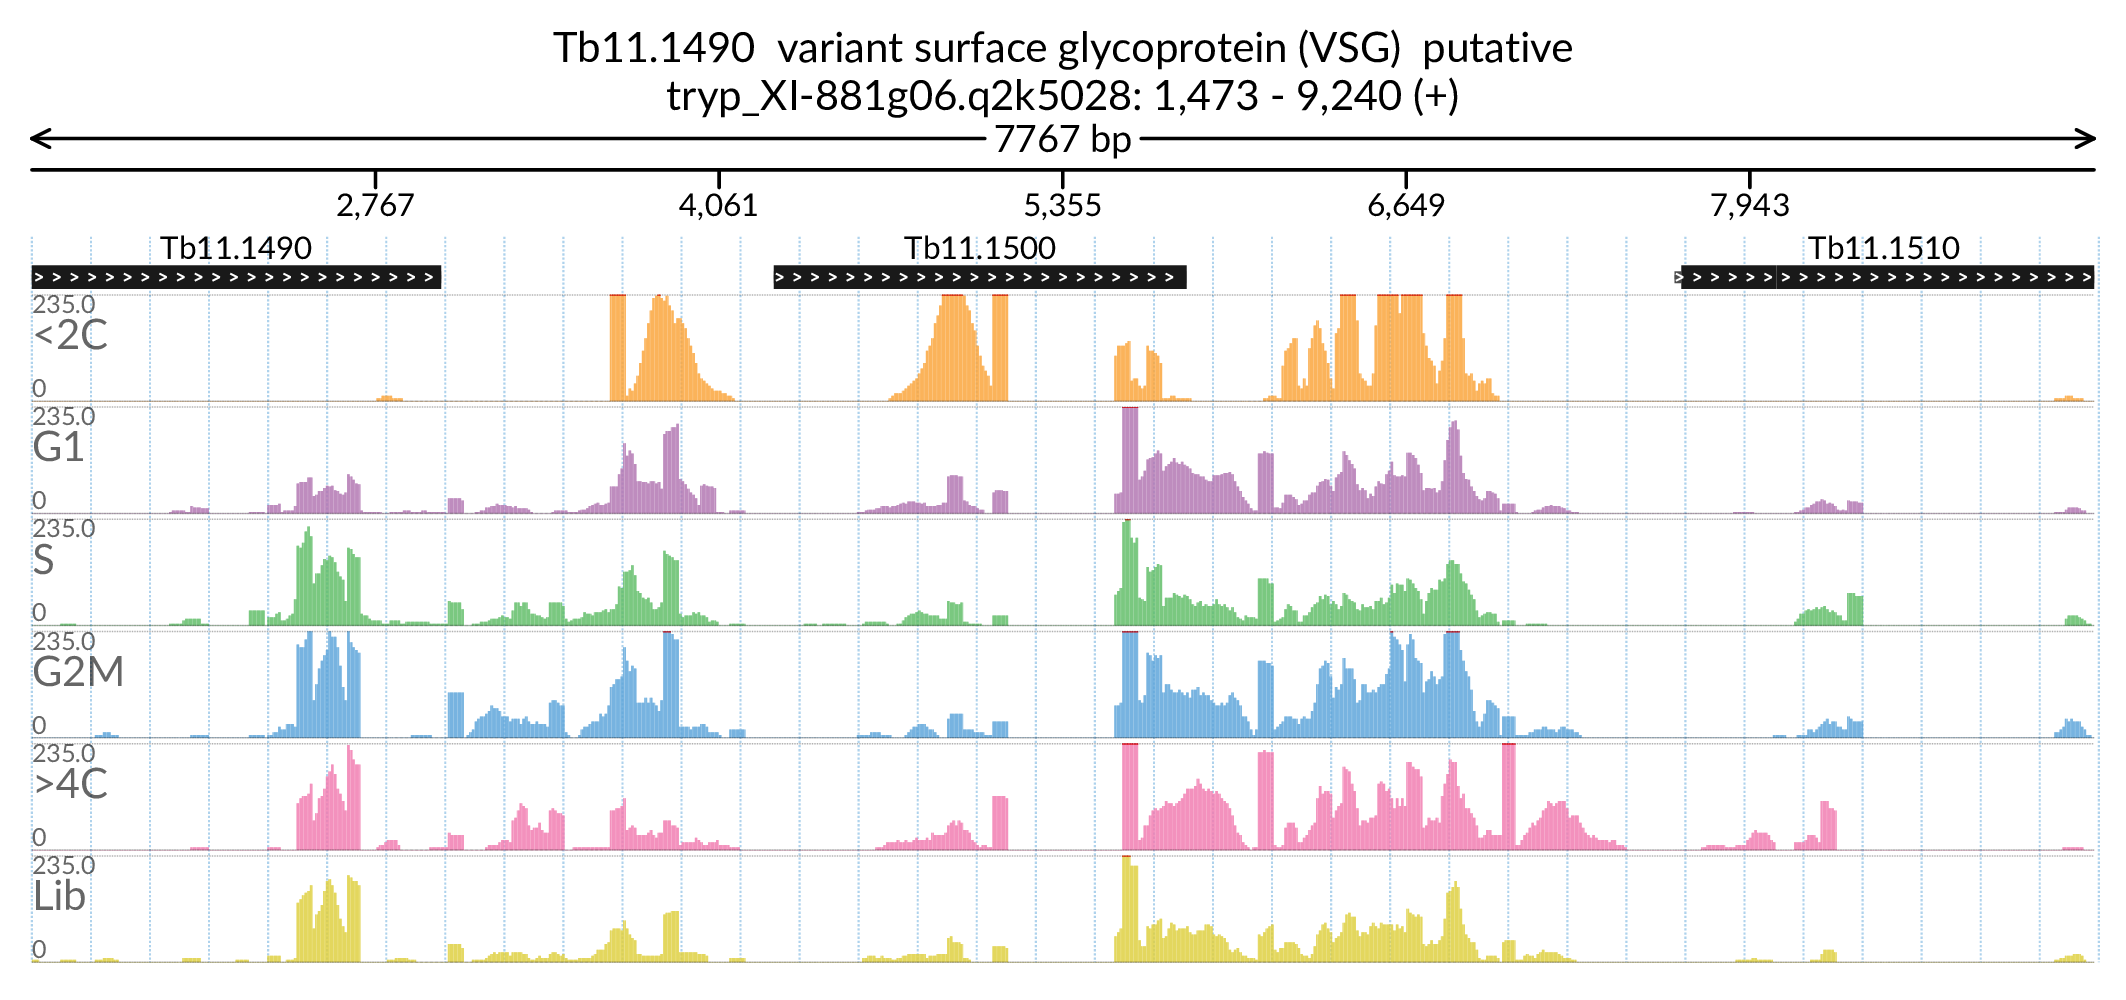 Tb11.1490 variant surface glycoprotein (VSG) putative
tryp_XI-881g06.q2k5028: 1,473 - 9,240 (+)
7767 bp
2,767 4,061 5,355 6,649 7,943
Tb11.1490 Tb11.1500 Tb11.1510
235.0
<2C
0
235.0
G1
0
235.0
S
0
235.0
G2M
0
235.0
>4C
0
235.0
Lib
0